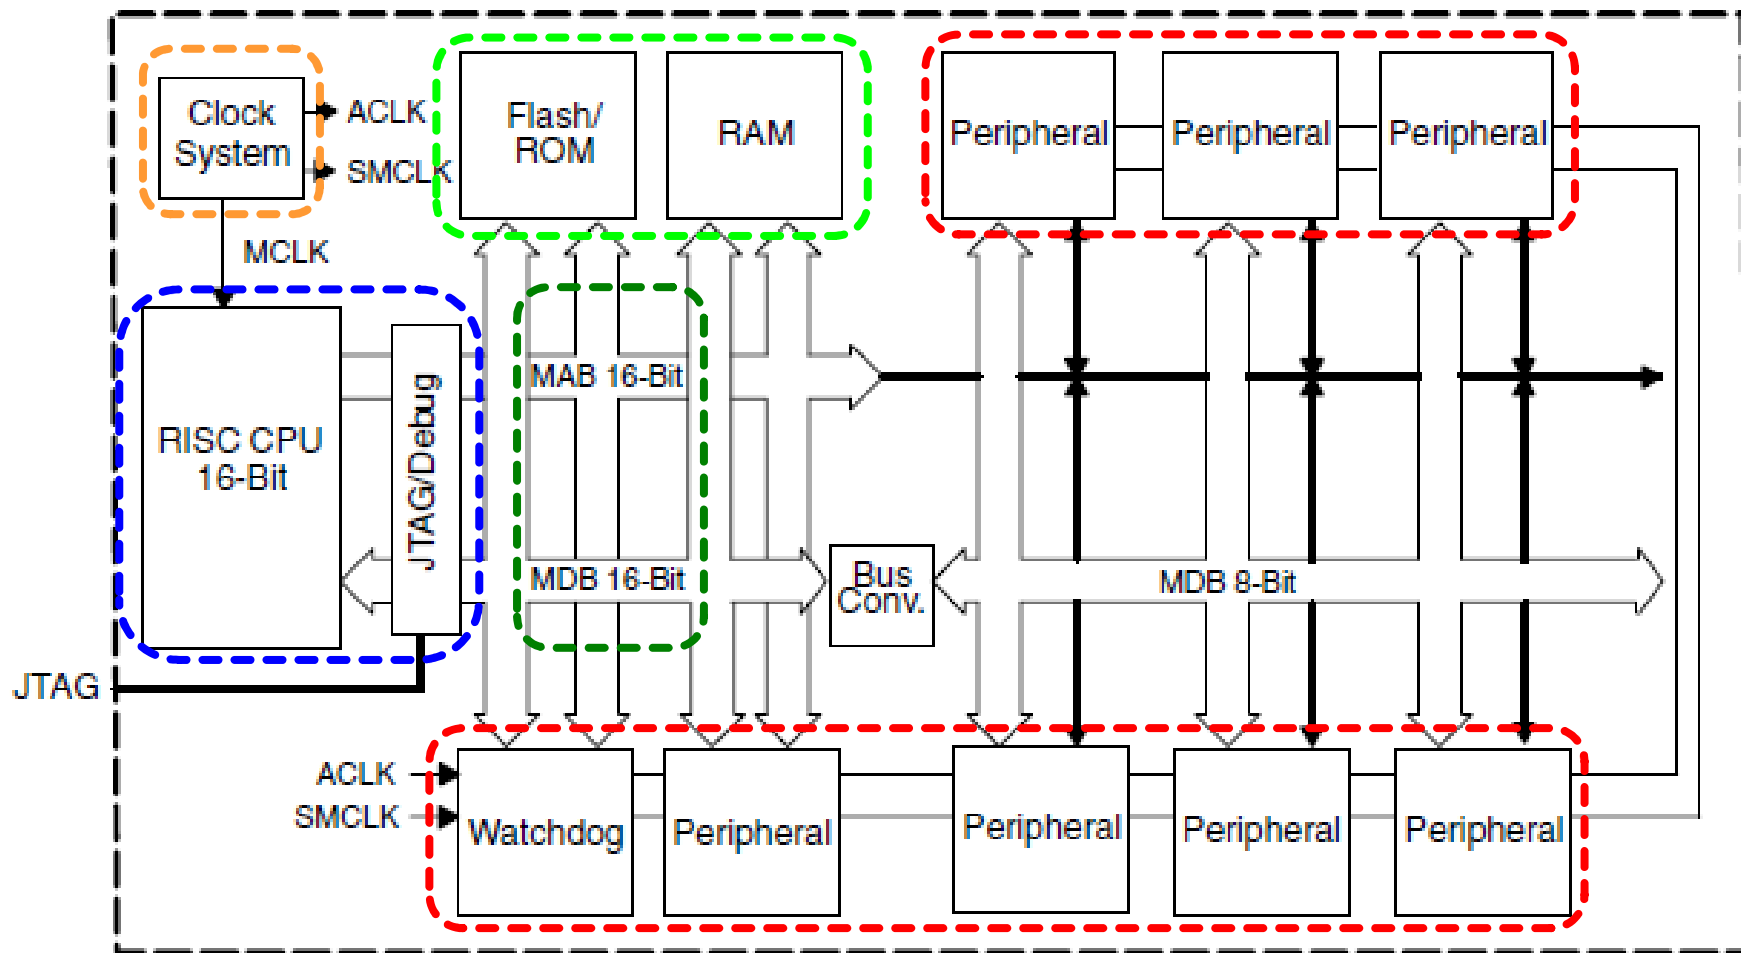 Clock
System
ACLK
SMCLK
MCLK
Flash/
ROM
RAM
Peripheral
Peripheral
Peripheral
RISC CPU
16-Bit
JTAG/Debug
MAB 16-Bit
MDB 16-Bit
Bus
Conv.
MDB 8-Bit
JTAG
ACLK
SMCLK
Watchdog
Peripheral
Peripheral
Peripheral
Peripheral